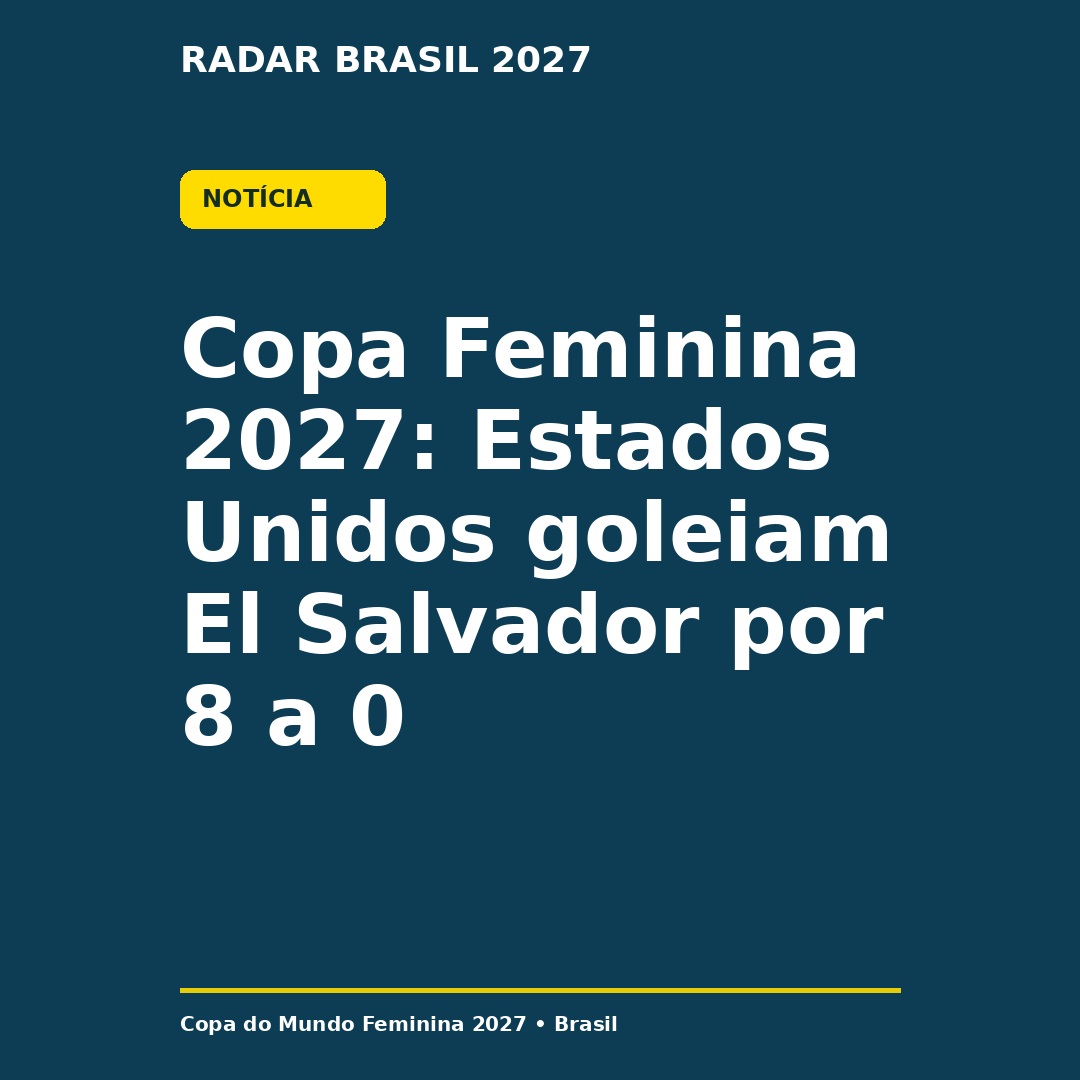 RADAR BRASIL 2027
NOTÍCIA
Copa Feminina
2027: Estados
Unidos goleiam
El Salvador por
8 a 0
Copa do Mundo Feminina 2027 • Brasil